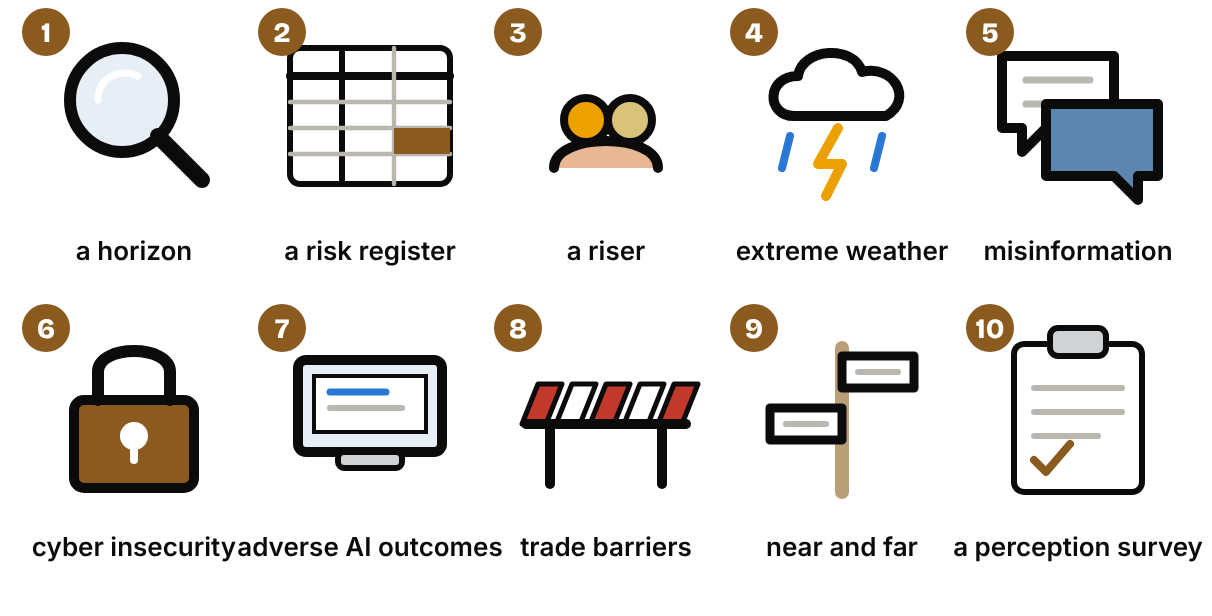 1
2
3
4
5
a horizon
a risk register
a riser
extreme weather
misinformation
6
7
8
9
10
cyber insecurity
adverse AI outcomes
trade barriers
near and far
a perception survey